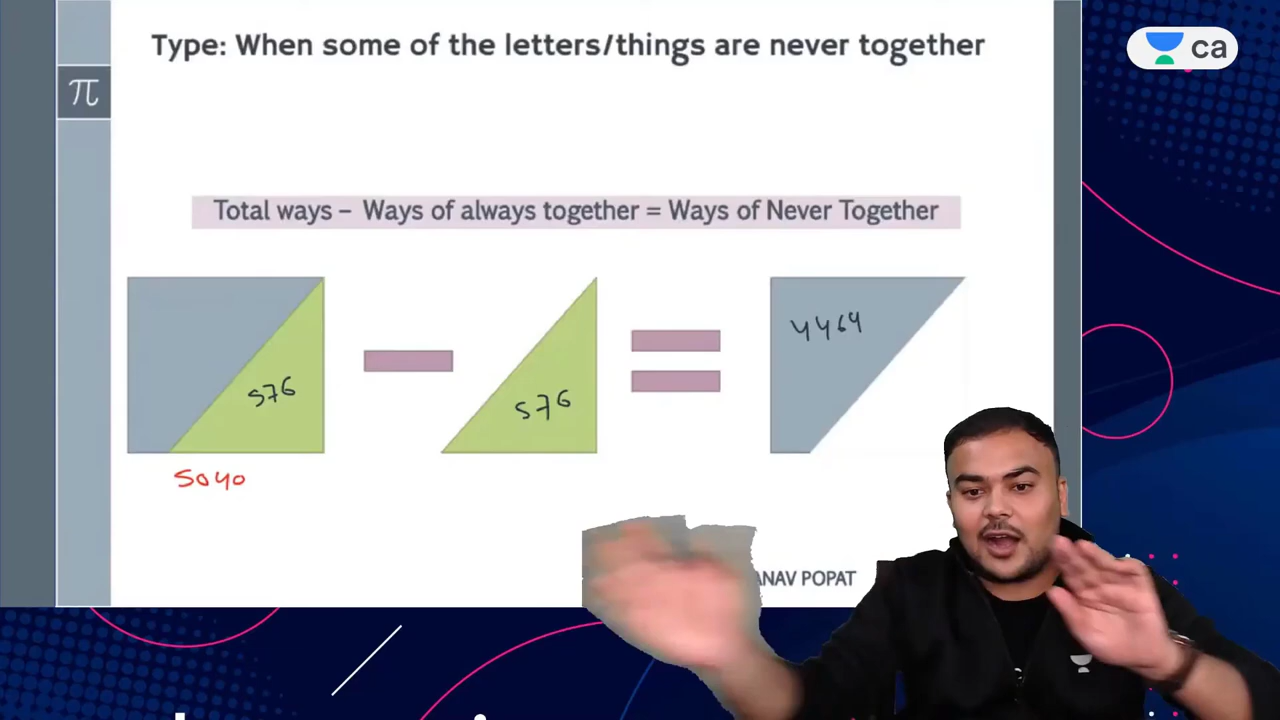 Type: When some of the letters/things are never together
ca
π
Total ways – Ways of always together = Ways of Never Together
576
576
4464
5040
ANAV POPAT